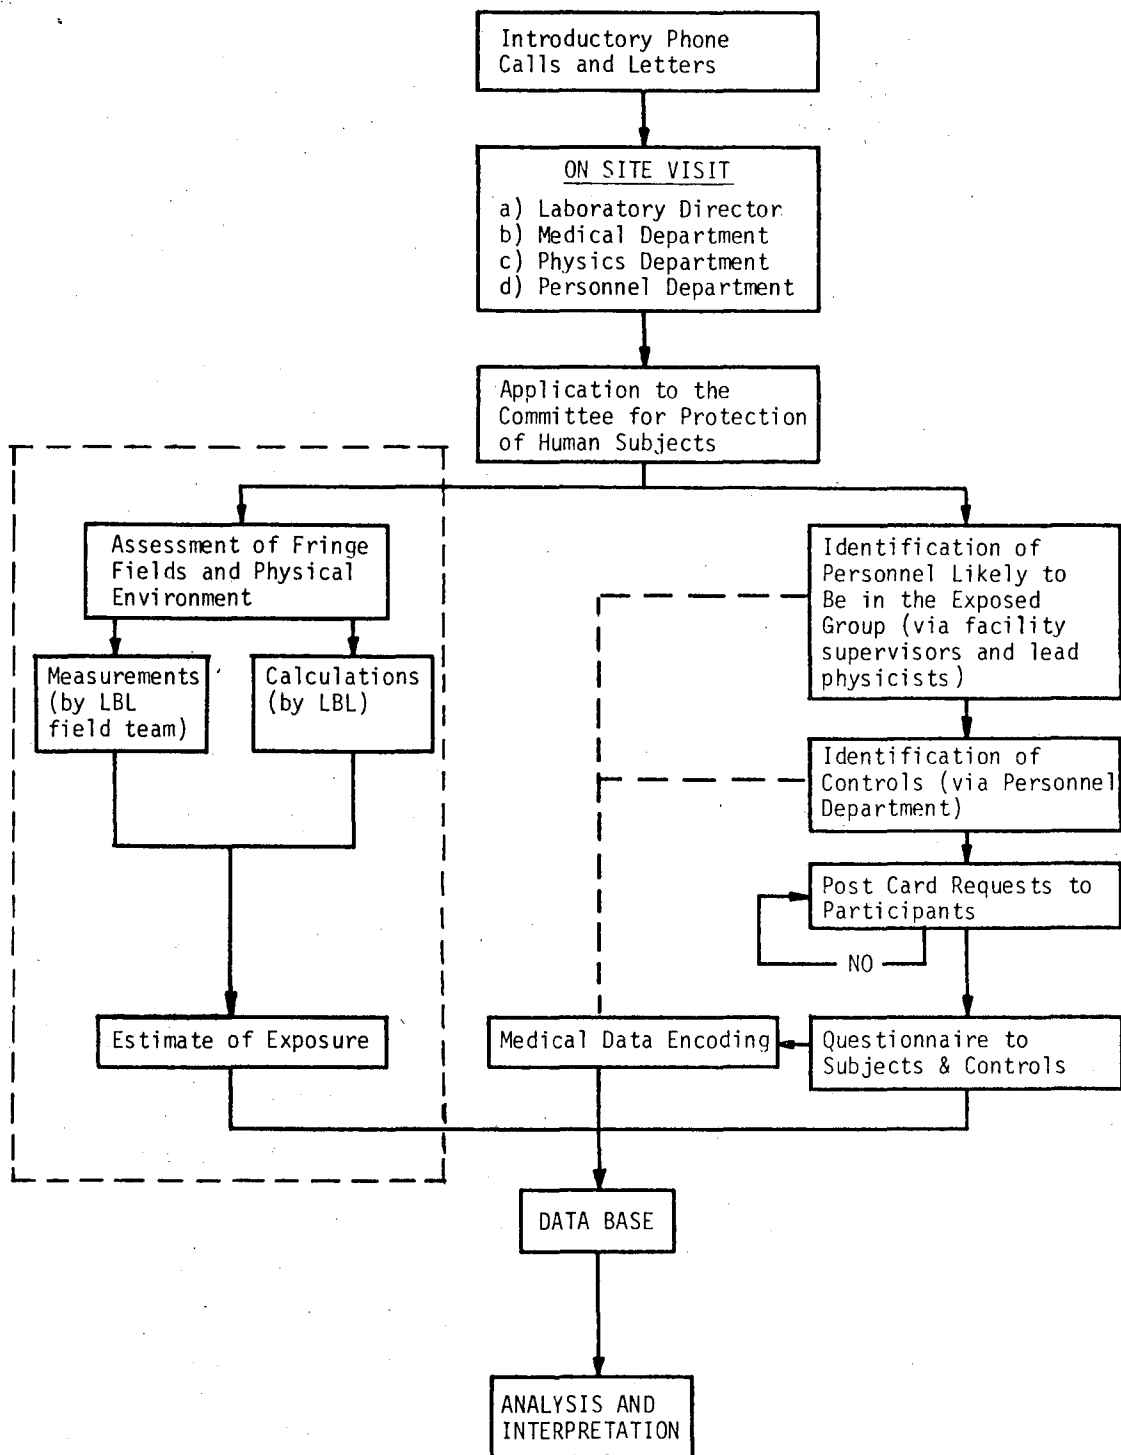 Introductory Phone
Calls and Letters
ON SITE VISIT
a) Laboratory Director
b) Medical Department
c) Physics Department
d) Personnel Department
Application to the
Committee for Protection
of Human Subjects
Assessment of Fringe
Fields and Physical
Environment
Measurements
(by LBL
field team)
Calculations
(by LBL)
Identification of
Personnel Likely to
Be in the Exposed
Group (via facility
supervisors and lead
physicists)
Identification of
Controls (via Personnel
Department)
Post Card Requests to
Participants
NO
Estimate of Exposure
Medical Data Encoding
Questionnaire to
Subjects & Controls
DATA BASE
ANALYSIS AND
INTERPRETATION